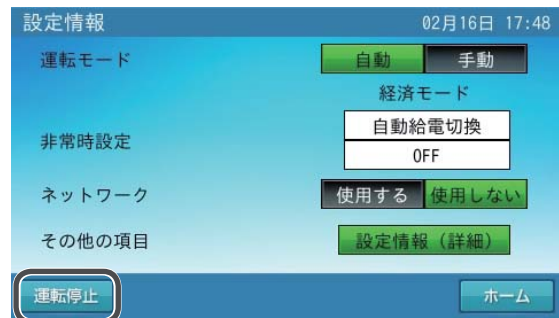 設定情報 02月16日 17:48
運転モード 自動 手動
経済モード
非常時設定 自動給電切換
OFF
ネットワーク 使用する 使用しない
その他の項目 設定情報（詳細）
運転停止 ホーム